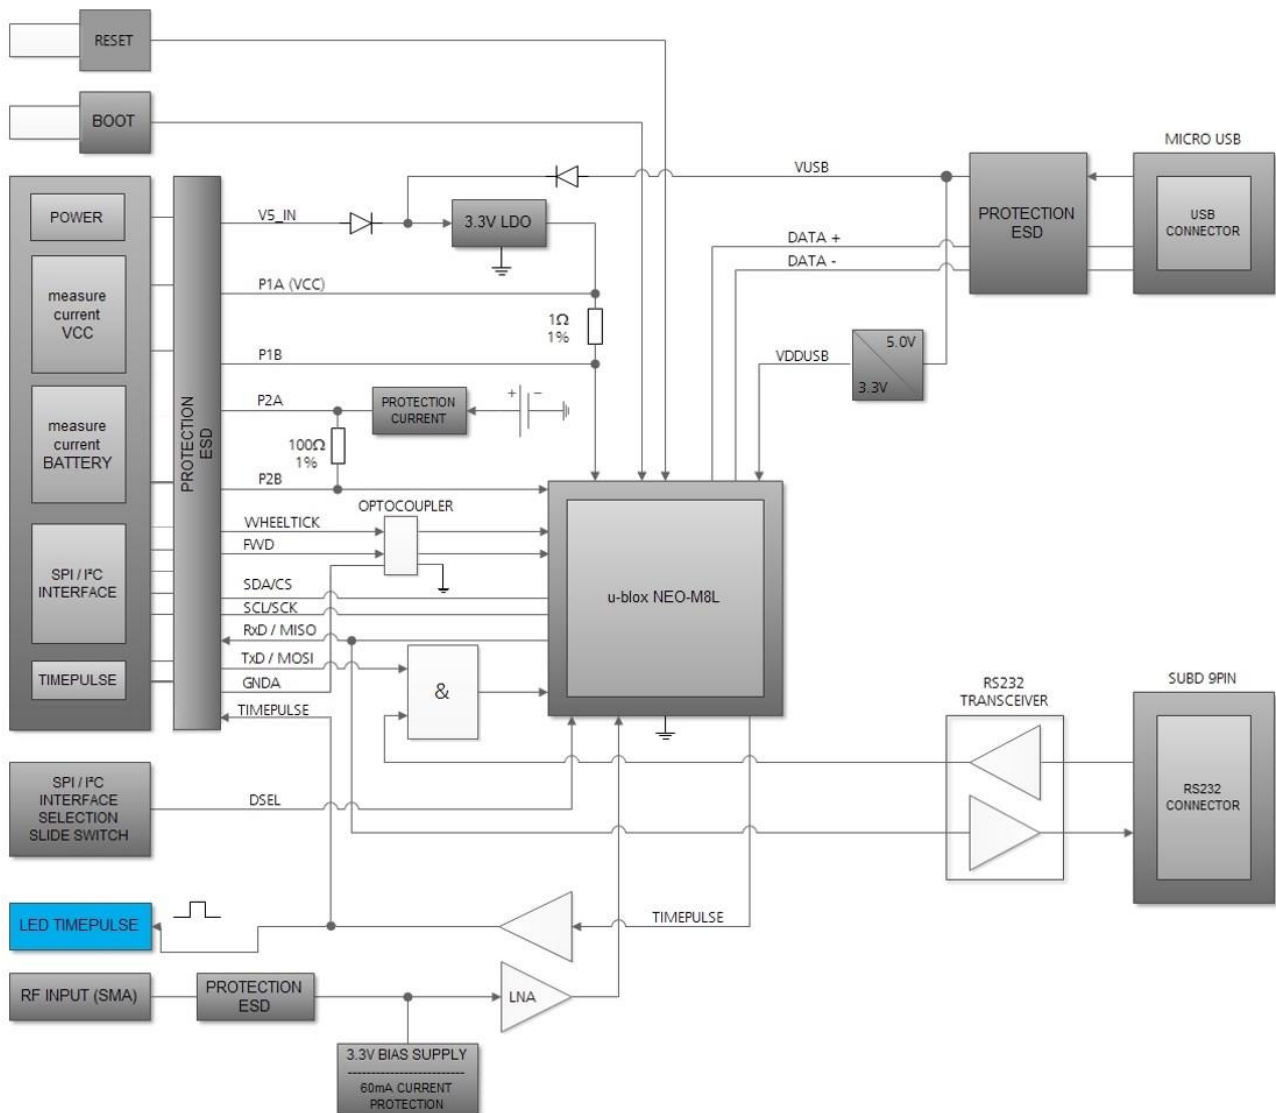 RESET
BOOT
MICRO USB
POWER
measure
current
VCC
measure
current
BATTERY
SPI / I²C
INTERFACE
TIMEPULSE
PROTECTION
ESD
V5_IN
3.3V LDO
P1A (VCC)
1Ω
1%
P1B
P2A
PROTECTION
CURRENT
+
−
100Ω
1%
P2B
OPTOCOUPLER
WHEELTICK
FWD
SDA/CS
SCL/SCK
RxD / MISO
TxD / MOSI
GNDA
TIMEPULSE
&
u-blox NEO-M8L
VUSB
DATA +
DATA -
PROTECTION
ESD
USB
CONNECTOR
VDDUSB
5.0V
3.3V
RS232
TRANSCEIVER
SUBD 9PIN
RS232
CONNECTOR
SPI / I²C
INTERFACE
SELECTION
SLIDE SWITCH
DSEL
LED TIMEPULSE
TIMEPULSE
RF INPUT (SMA)
PROTECTION
ESD
LNA
3.3V BIAS SUPPLY
60mA CURRENT
PROTECTION